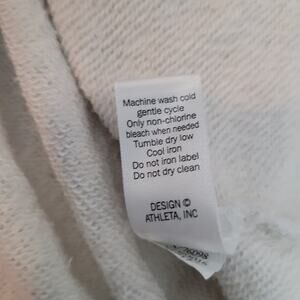 Machine wash cold
gentle cycle
Only non-chlorine
bleach when needed
Tumble dry low
Cool iron
Do not iron label
Do not dry clean
DESIGN ©
ATHLETA, INC